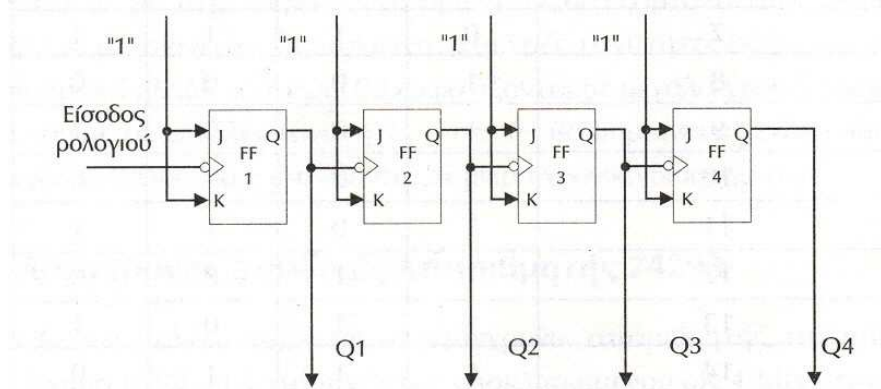 "1" "1" "1" "1"
Είσοδος
ρολογιού
J Q J Q J Q J Q
FF FF FF FF
1 2 3 4
K K K K
Q1 Q2 Q3 Q4